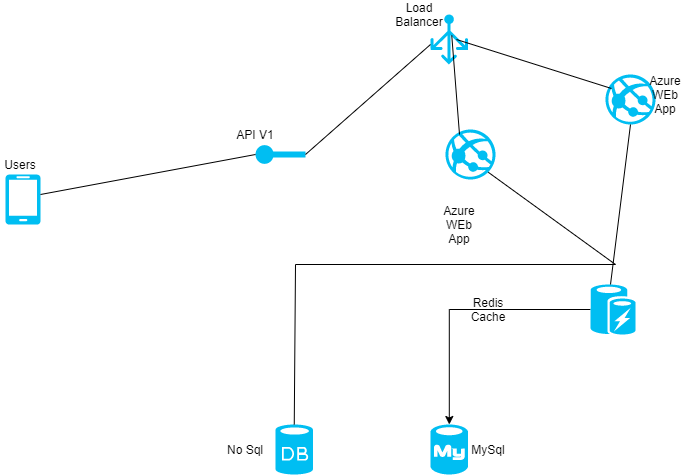 Load
Balancer
Azure
WEb
App
API V1
Users
Azure
WEb
App
Redis
Cache
No Sql
DB
My
MySql